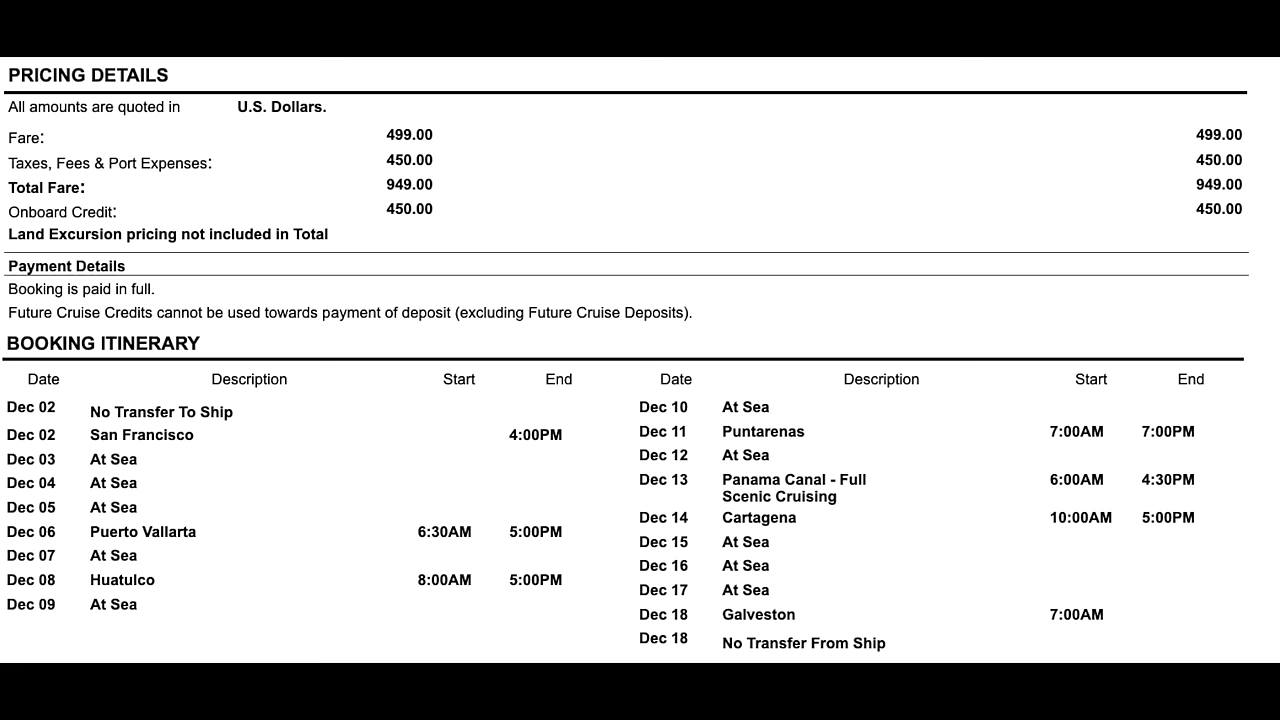 PRICING DETAILS
All amounts are quoted in U.S. Dollars.
Fare: 499.00 499.00
Taxes, Fees & Port Expenses: 450.00 450.00
Total Fare: 949.00 949.00
Onboard Credit: 450.00 450.00
Land Excursion pricing not included in Total
Payment Details
Booking is paid in full.
Future Cruise Credits cannot be used towards payment of deposit (excluding Future Cruise Deposits).
BOOKING ITINERARY
Date Description Start End
Dec 02 No Transfer To Ship
Dec 02 San Francisco 4:00PM
Dec 03 At Sea
Dec 04 At Sea
Dec 05 At Sea
Dec 06 Puerto Vallarta 6:30AM 5:00PM
Dec 07 At Sea
Dec 08 Huatulco 8:00AM 5:00PM
Dec 09 At Sea
Date Description Start End
Dec 10 At Sea
Dec 11 Puntarenas 7:00AM 7:00PM
Dec 12 At Sea
Dec 13 Panama Canal - Full 6:00AM 4:30PM
Scenic Cruising
Dec 14 Cartagena 10:00AM 5:00PM
Dec 15 At Sea
Dec 16 At Sea
Dec 17 At Sea
Dec 18 Galveston 7:00AM
Dec 18 No Transfer From Ship